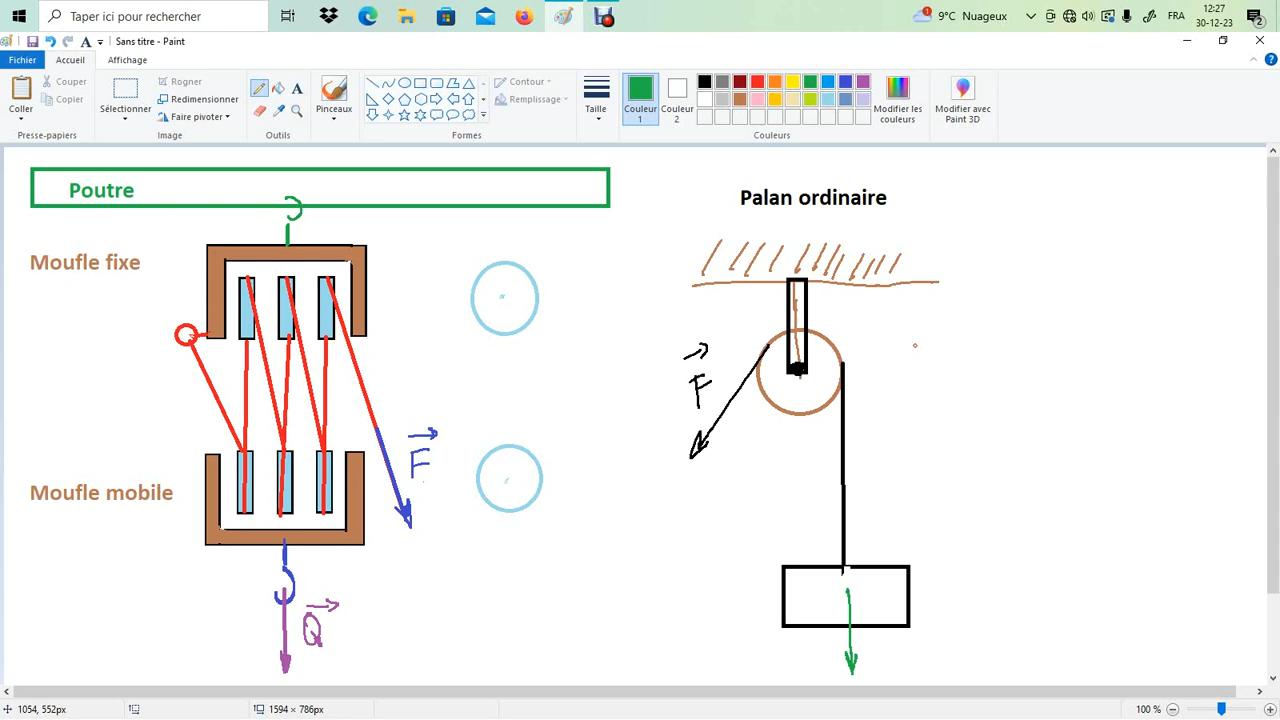 Taper ici pour rechercher
9°C Nuageux
FRA
12:27
30-12-23
2
Sans titre - Paint
Fichier
Accueil
Affichage
Coller
Couper
Copier
Presse-papiers
Sélectionner
Rogner
Redimensionner
Faire pivoter
Image
A
Outils
Pinceaux
Contour
Remplissage
Formes
Taille
Couleur
1
Couleur
2
Modifier les
couleurs
Couleurs
Modifier avec
Paint 3D
Poutre
Palan ordinaire
Moufle fixe
F
F
Moufle mobile
Q
1054, 552px
1594 × 786px
100 %